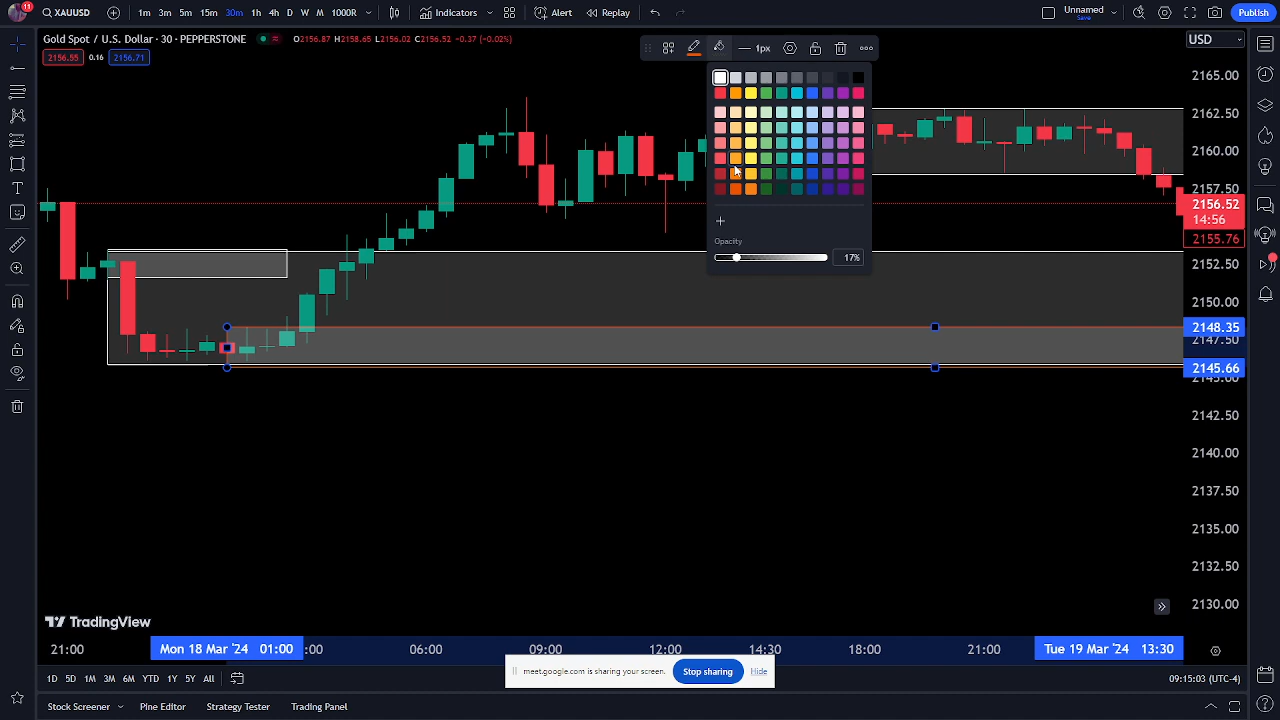 11
XAUUSD
1m 3m 5m 15m 30m 1h 4h D W M 1000R
Indicators
Alert
Replay
Unnamed
Save
Publish
Gold Spot / U.S. Dollar · 30 · PEPPERSTONE
O2156.87 H2158.65 L2156.02 C2156.52 -0.37 (-0.02%)
2156.55 0.16 2156.71
1px
USD
Opacity
17%
2165.00
2162.50
2160.00
2157.50
2156.52
14:56
2155.76
2152.50
2150.00
2148.35
2147.50
2145.66
2145.00
2142.50
2140.00
2137.50
2135.00
2132.50
2130.00
TradingView
21:00
Mon 18 Mar '24 01:00
:00
06:00
09:00
12:00
14:30
18:00
21:00
Tue 19 Mar '24 13:30
meet.google.com is sharing your screen.
Stop sharing
Hide
1D 5D 1M 3M 6M YTD 1Y 5Y All
09:15:03 (UTC-4)
Stock Screener
Pine Editor
Strategy Tester
Trading Panel